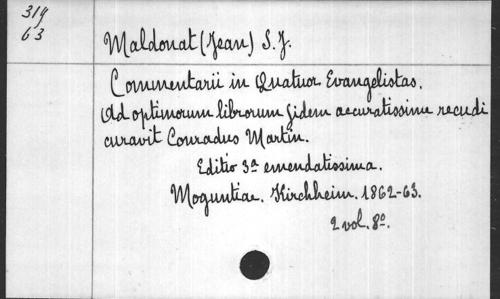 319
63
Maldonat (Jean) S.J.
Commentarii in Quatuor Evangelistas.
Ad optimorum librorum fidem accuratissime recudi
curavit Conradus Martin.
Editio 3ª emendatissima.
Moguntiae. Kirchheim. 1862-63.
2 vol. 8º.